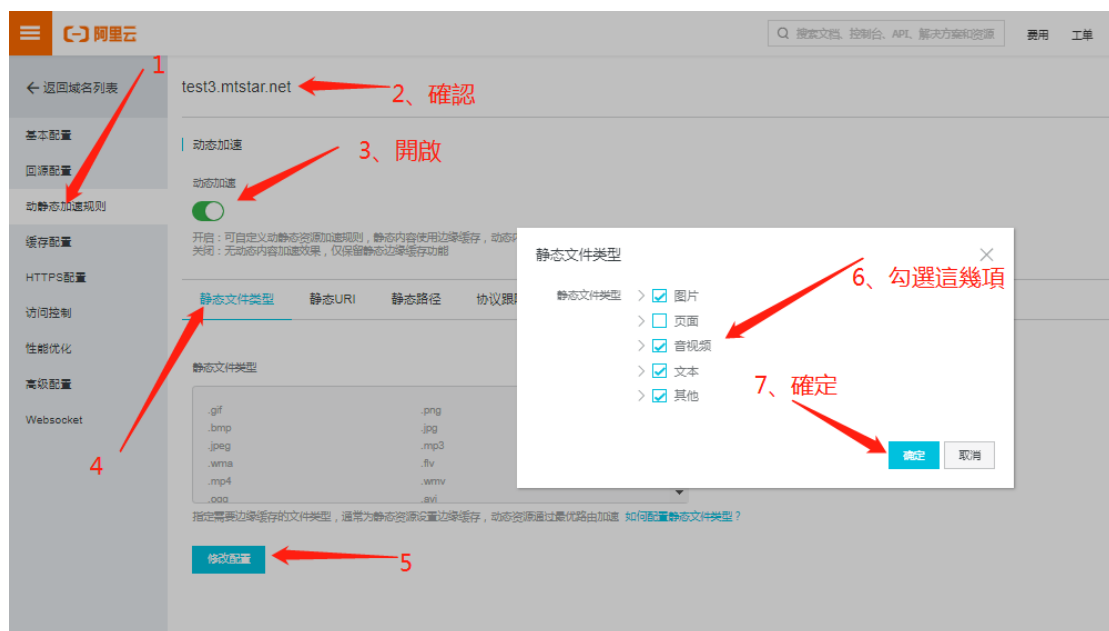 阿里云
搜索文档、控制台、API、解决方案和资源
费用
工单
1
返回域名列表
test3.mtstar.net
2、確認
基本配置
回源配置
动静态加速规则
缓存配置
HTTPS配置
访问控制
性能优化
高级配置
Websocket
动态加速
3、開啟
动态加速
开启：可自定义动静态资源加速规则，静态内容使用边缘缓存，动态内
关闭：无动态内容加速效果，仅保留静态边缘缓存功能
静态文件类型
静态URI
静态路径
协议跟
静态文件类型
.gif
.png
.bmp
.jpg
.jpeg
.mp3
.wma
.flv
.mp4
.wmv
.ogg
.avi
指定需要边缘缓存的文件类型，通常为静态资源设置边缘缓存，动态资源通过最优路由加速 如何配置静态文件类型？
4
修改配置
5
静态文件类型
静态文件类型
图片
页面
音视频
文本
其他
6、勾選這幾項
7、確定
确定
取消